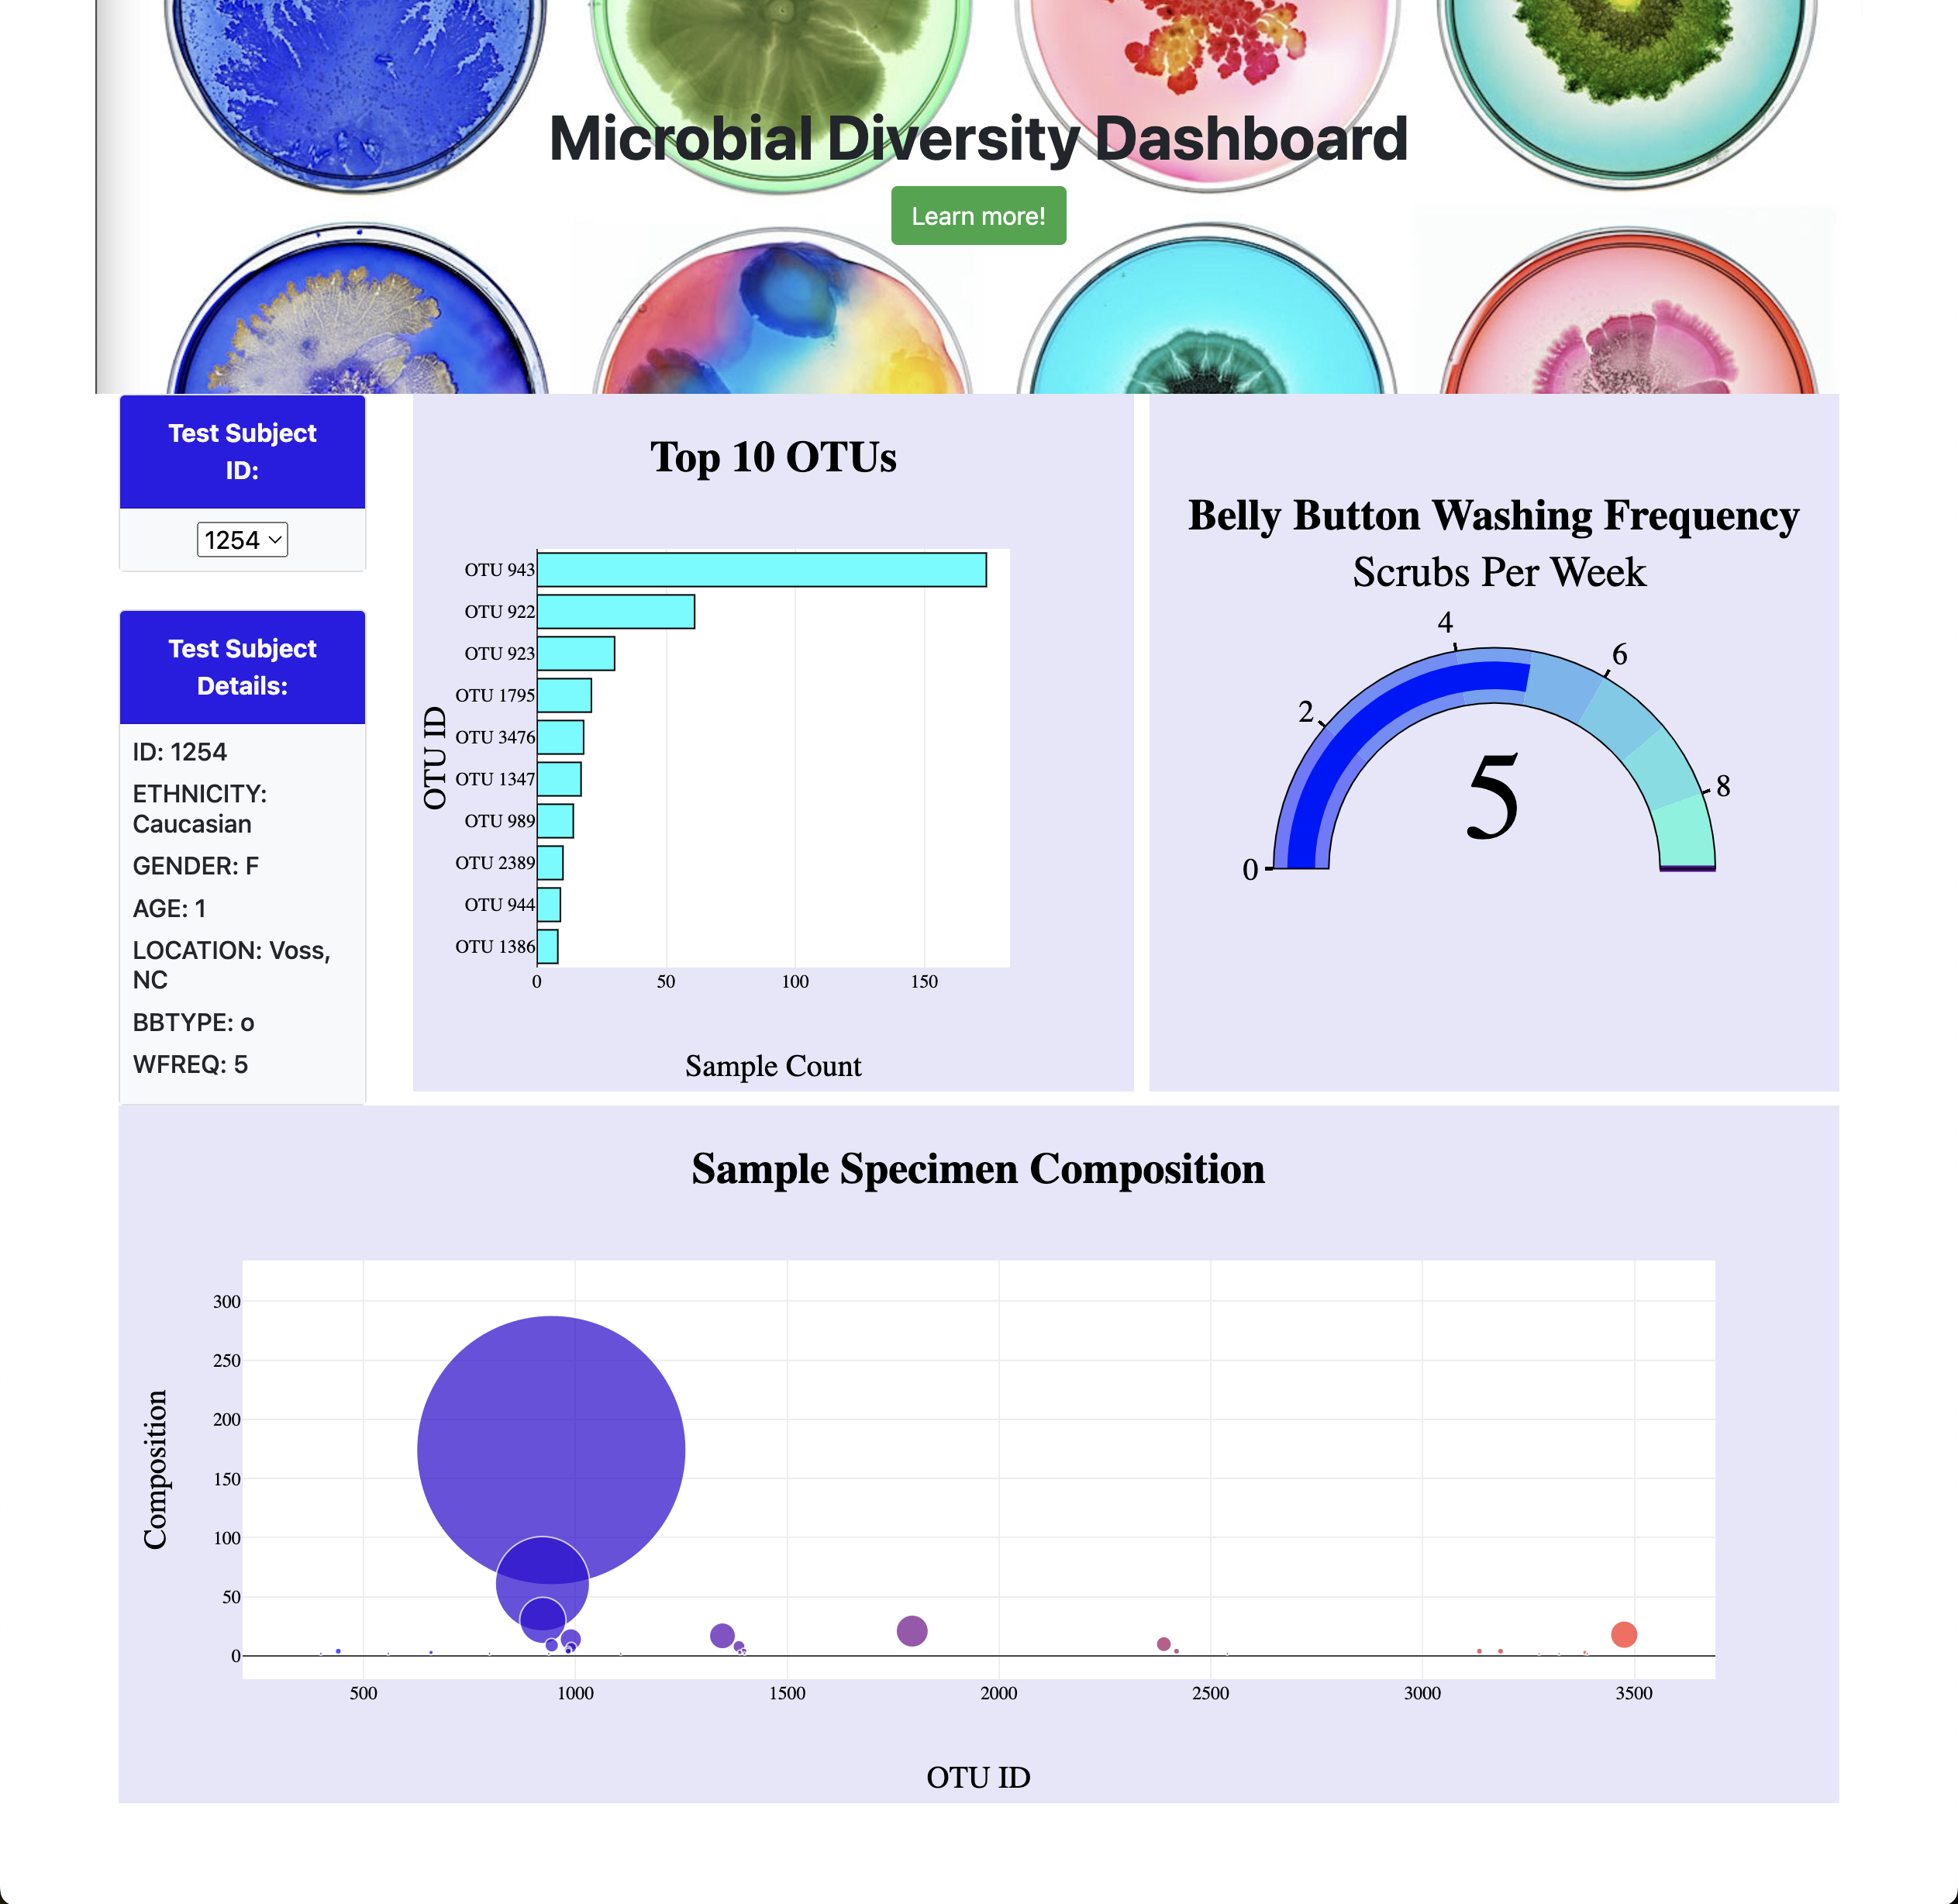 Microbial Diversity Dashboard
Learn more!
Test Subject
ID:
1254
Test Subject
Details:
ID: 1254
ETHNICITY:
Caucasian
GENDER: F
AGE: 1
LOCATION: Voss,
NC
BBTYPE: o
WFREQ: 5
Top 10 OTUs
OTU ID
OTU 943
OTU 922
OTU 923
OTU 1795
OTU 3476
OTU 1347
OTU 989
OTU 2389
OTU 944
OTU 1386
0 50 100 150
Sample Count
Belly Button Washing Frequency
Scrubs Per Week
0
2
4
6
8
5
Sample Specimen Composition
Composition
300
250
200
150
100
50
0
500 1000 1500 2000 2500 3000 3500
OTU ID